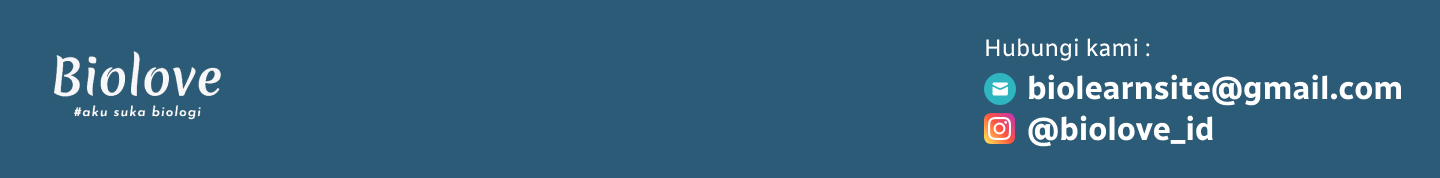 Biolove
#aku suka biologi
Hubungi kami :
biolearnsite@gmail.com
@biolove_id